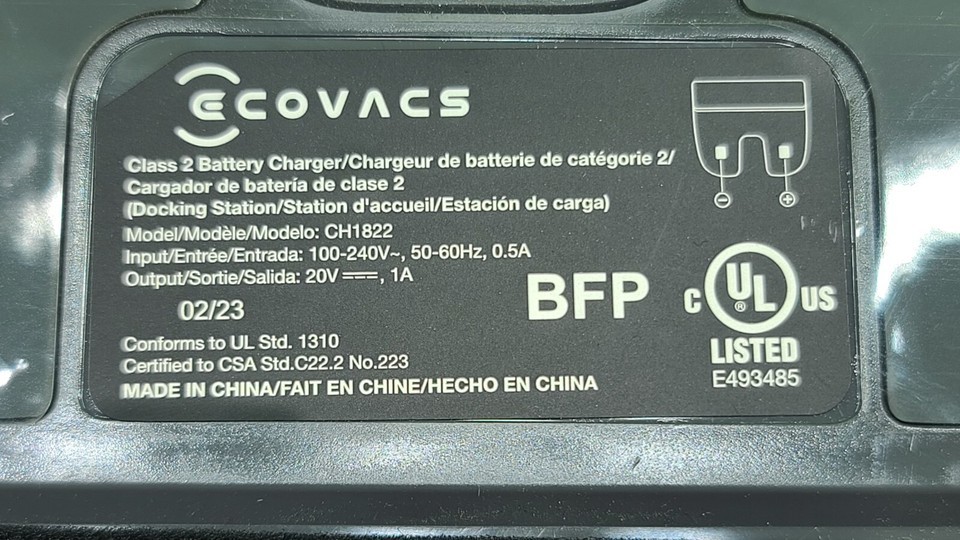 ECOVACS
Class 2 Battery Charger/Chargeur de batterie de catégorie 2/
Cargador de batería de clase 2
(Docking Station/Station d'accueil/Estación de carga)
Model/Modèle/Modelo: CH1822
Input/Entrée/Entrada: 100-240V~, 50-60Hz, 0.5A
Output/Sortie/Salida: 20V ⎓, 1A
02/23
BFP
Conforms to UL Std. 1310
Certified to CSA Std.C22.2 No.223
MADE IN CHINA/FAIT EN CHINE/HECHO EN CHINA
- +
C UL ® US
LISTED
E493485